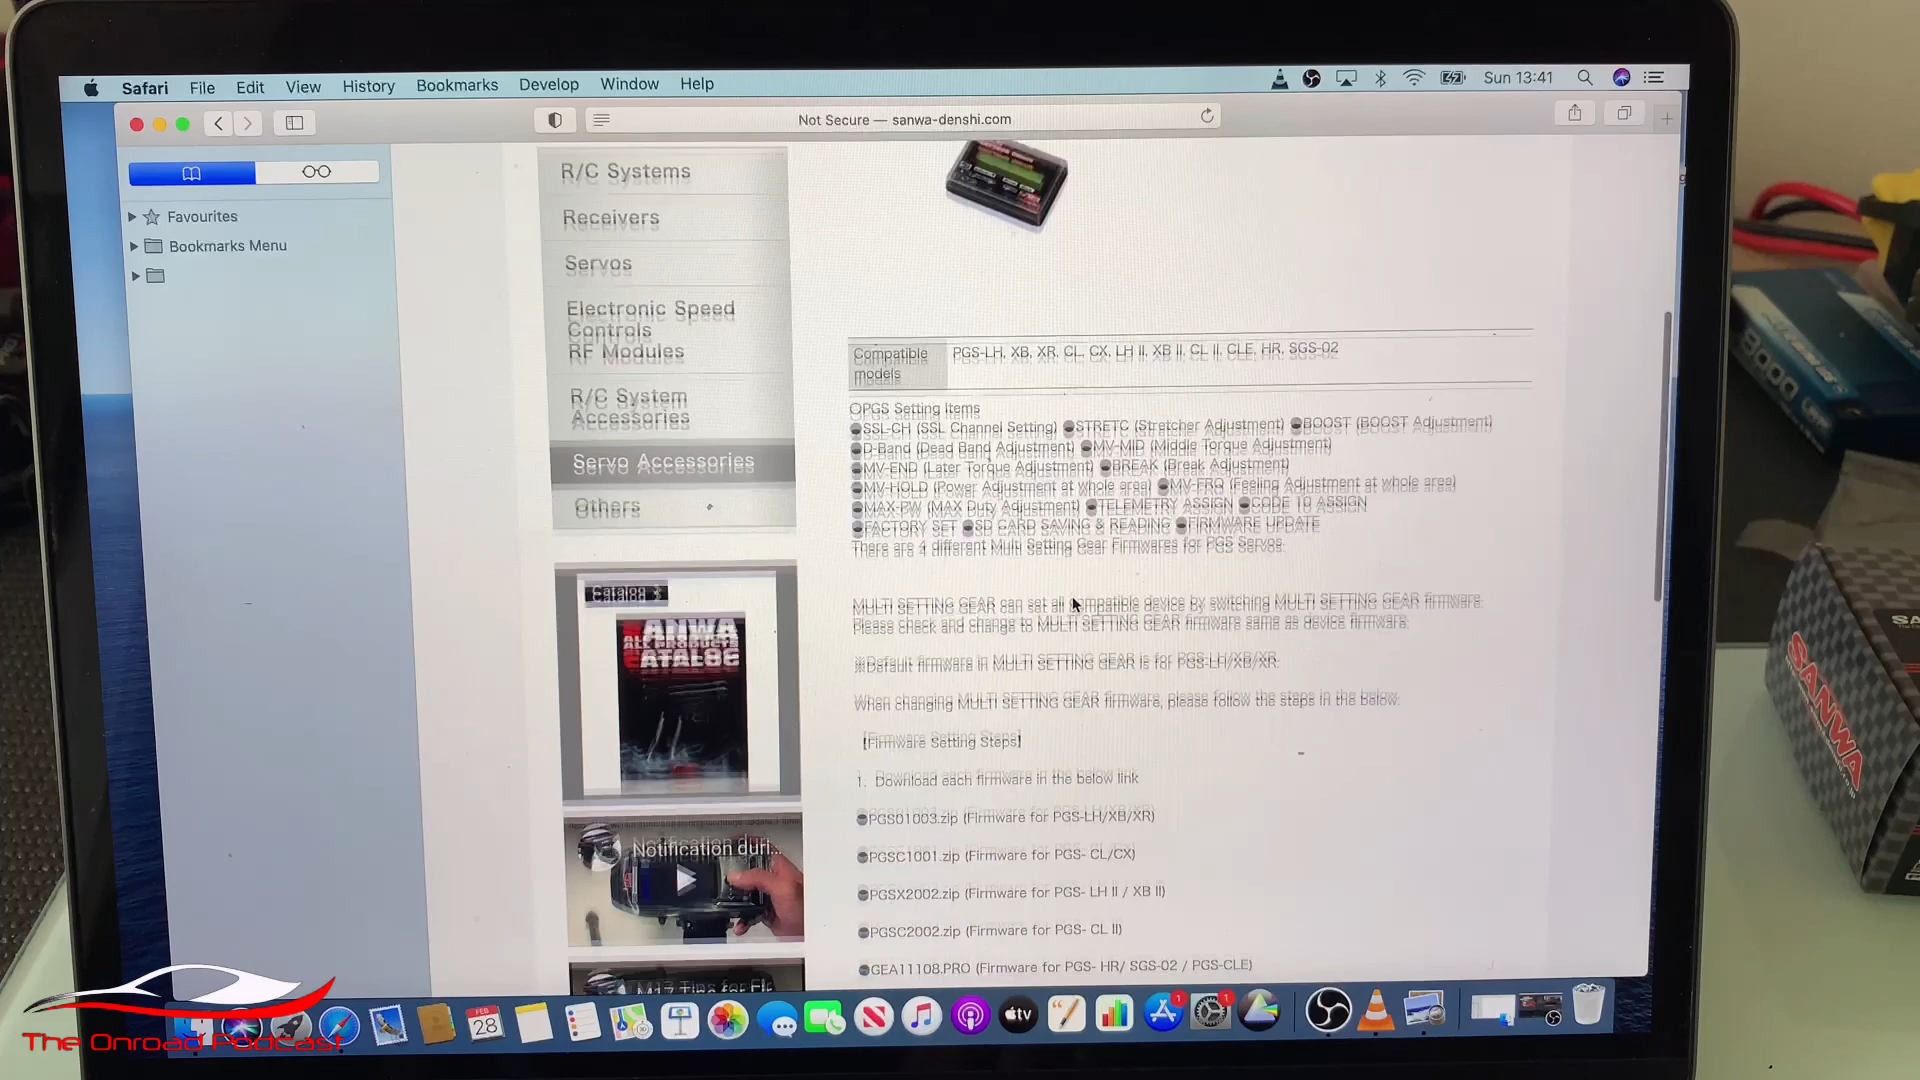 Safari File Edit View History Bookmarks Develop Window Help
Sun 13:41
Not Secure — sanwa-denshi.com
Favourites
Bookmarks Menu
R/C Systems
Receivers
Servos
Electronic Speed
Controls
RF Modules
R/C System
Accessories
Servo Accessories
Others
Catalog
SANWA
ALL PRODUCTS
CATALOG
Notification duri...
Compatible
models
PGS-LH, XB, XR, CL, CX, LH II, XB II, CL II, CLE, HR, SGS-02
○PGS Setting Items
●SSL-CH (SSL Channel Setting) ●STRETC (Stretcher Adjustment) ●BOOST (BOOST Adjustment)
●D-Band (Dead Band Adjustment) ●MV-MID (Middle Torque Adjustment)
●MV-END (Later Torque Adjustment) ●BREAK (Break Adjustment)
●MV-HOLD (Power Adjustment at whole area) ●MV-FRQ (Feeling Adjustment at whole area)
●MAX-PW (MAX Duty Adjustment) ●TELEMETRY ASSIGN ●CODE 10 ASSIGN
●FACTORY SET ●SD CARD SAVING & READING ●FIRMWARE UPDATE
There are 4 different Multi Setting Gear Firmwares for PGS Servos.
MULTI SETTING GEAR can set all compatible device by switching MULTI SETTING GEAR firmware.
Please check and change to MULTI SETTING GEAR firmware same as device firmware.
※Default firmware in MULTI SETTING GEAR is for PGS-LH/XB/XR.
When changing MULTI SETTING GEAR firmware, please follow the steps in the below.
【Firmware Setting Steps】
1. Download each firmware in the below link
●PGS01003.zip (Firmware for PGS-LH/XB/XR)
●PGSC1001.zip (Firmware for PGS- CL/CX)
●PGSX2002.zip (Firmware for PGS- LH II / XB II)
●PGSC2002.zip (Firmware for PGS- CL II)
●GEA11108.PRO (Firmware for PGS- HR/ SGS-02 / PGS-CLE)
FEB
28
tv
1
1
SANWA
The Onroad Podcast